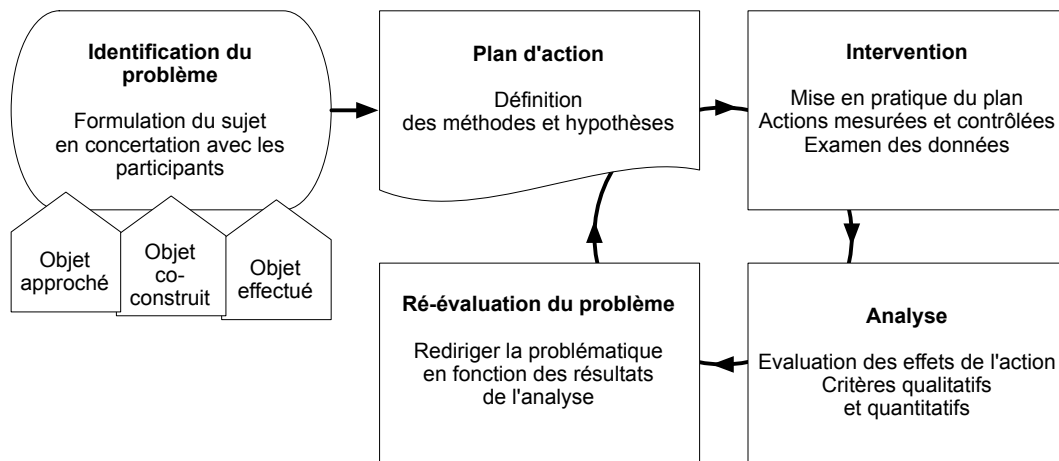 Identification du
problème
Formulation du sujet
en concertation avec les
participants
Objet
approché
Objet
co-
construit
Objet
effectué
Plan d'action
Définition
des méthodes et hypothèses
Intervention
Mise en pratique du plan
Actions mesurées et contrôlées
Examen des données
Analyse
Evaluation des effets de l'action
Critères qualitatifs
et quantitatifs
Ré-évaluation du problème
Rediriger la problématique
en fonction des résultats
de l'analyse